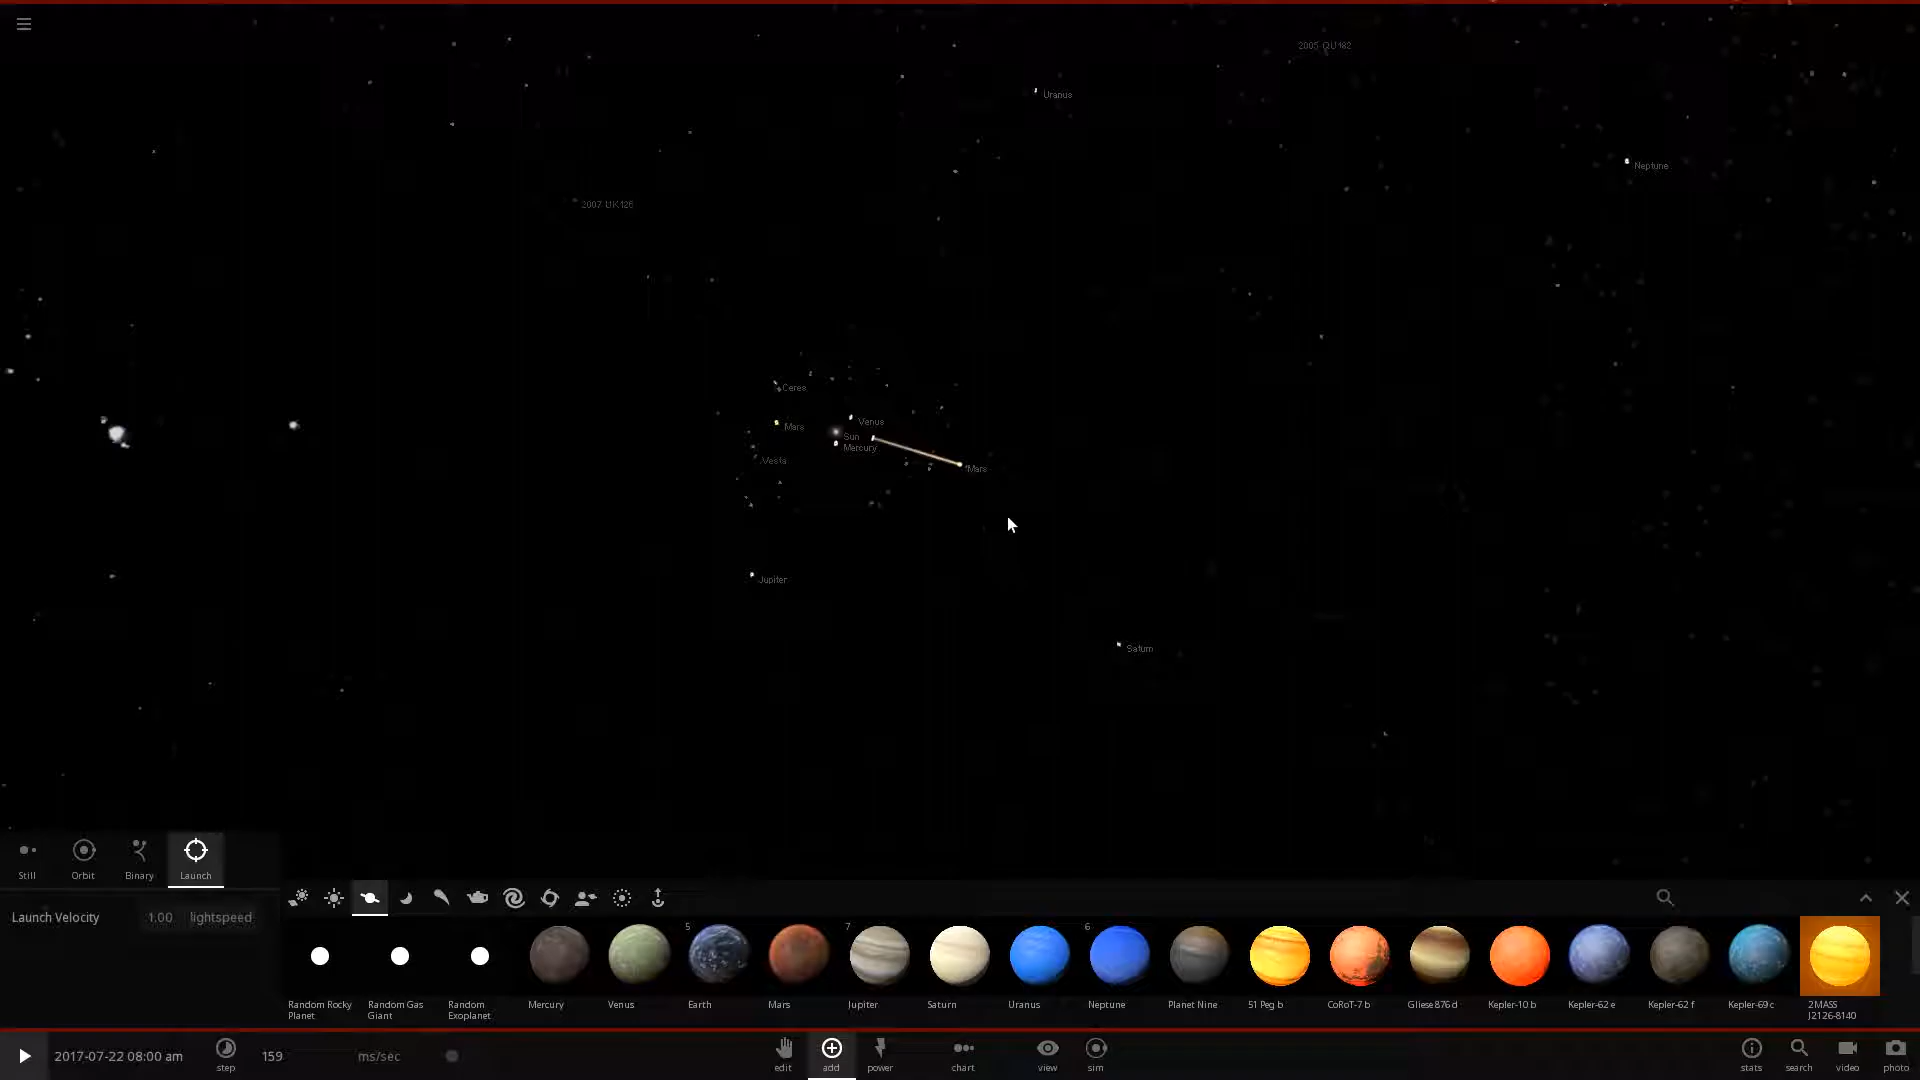 2005 QU182
Uranus
Neptune
2007 UK126
Ceres
Mars
Venus
Sun
Mercury
Vesta
Mars
Jupiter
Saturn
Still
Orbit
Binary
Launch
Launch Velocity 1.00 lightspeed
5
7
6
Random Rocky Planet
Random Gas Giant
Random Exoplanet
Mercury
Venus
Earth
Mars
Jupiter
Saturn
Uranus
Neptune
Planet Nine
51 Peg b
CoRoT-7 b
Gliese 876 d
Kepler-10 b
Kepler-62 e
Kepler-62 f
Kepler-69 c
2MASS J2126-8140
2017-07-22 08:00 am
step
159 ms/sec
edit
add
power
chart
view
sim
stats
search
video
photo